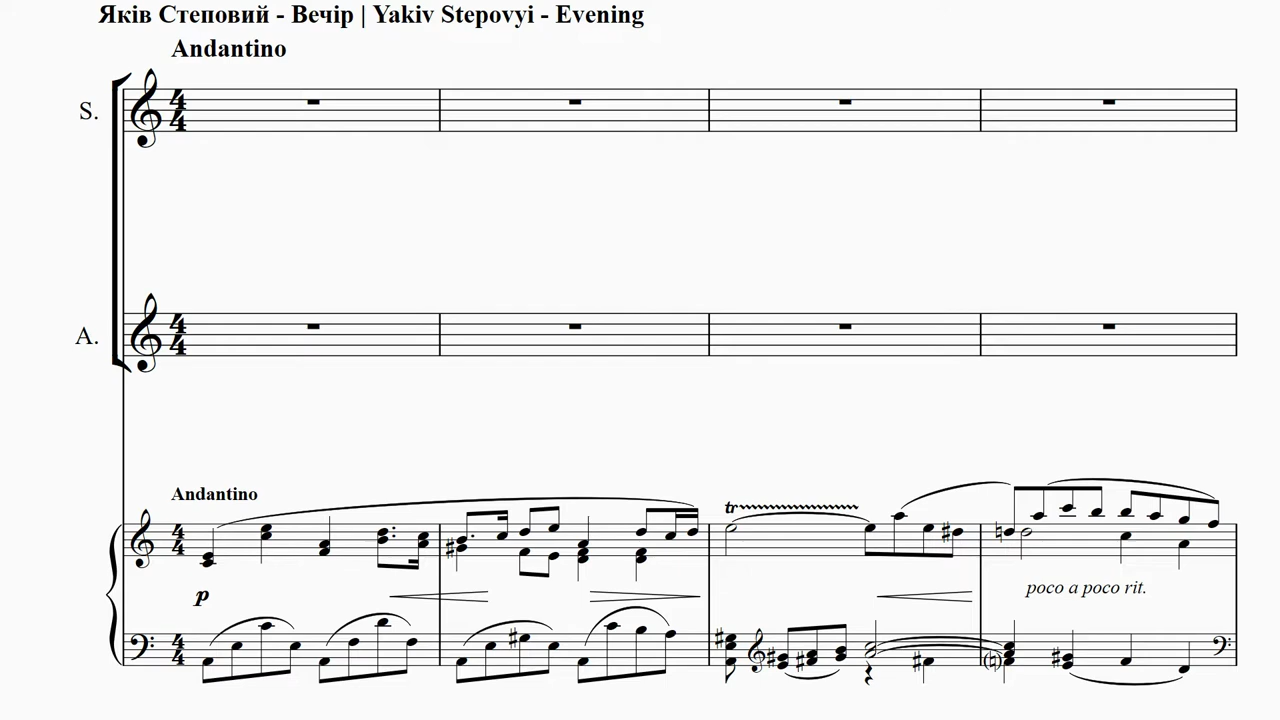 Яків Степовий - Вечір | Yakiv Stepovyi - Evening
Andantino
S.
A.
Andantino
tr
p
poco a poco rit.